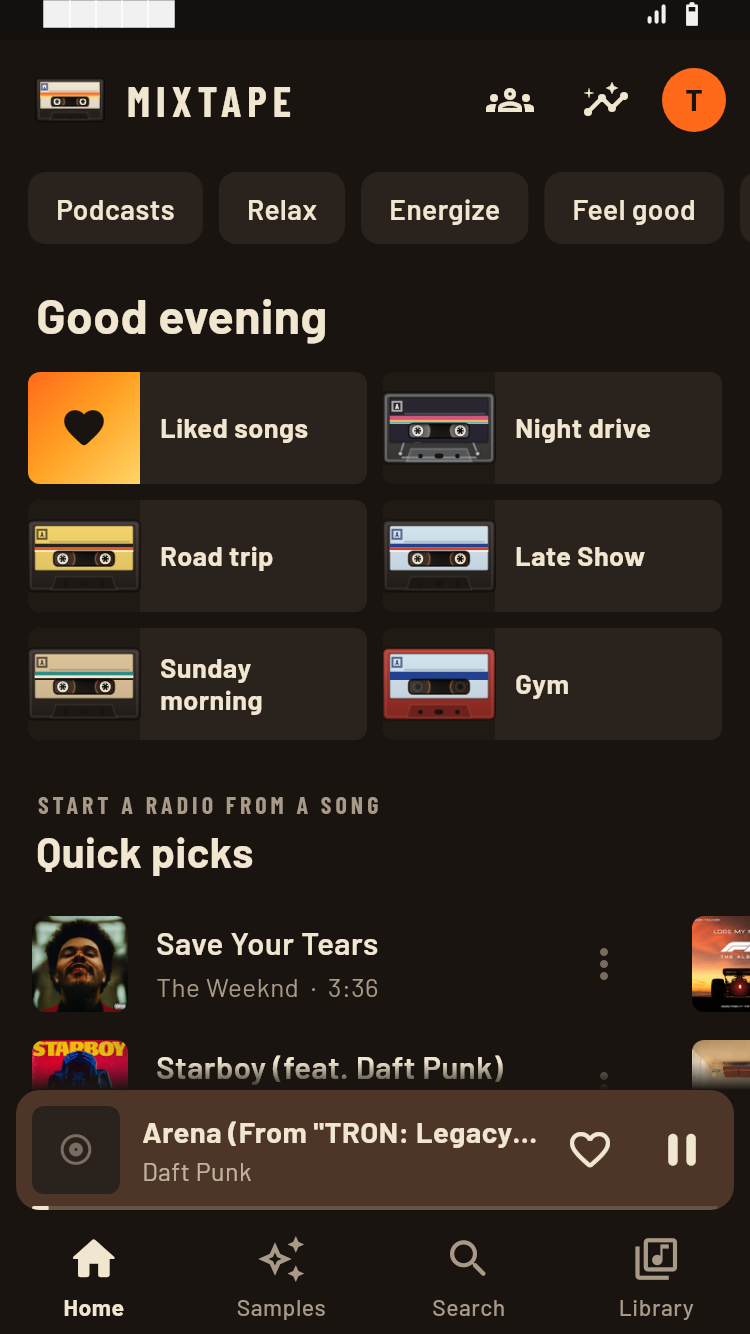 MIXTAPE
T
Podcasts
Relax
Energize
Feel good
Good evening
Liked songs
Night drive
Road trip
Late Show
Sunday
morning
Gym
START A RADIO FROM A SONG
Quick picks
Save Your Tears
The Weeknd · 3:36
STARBOY
Starboy (feat. Daft Punk)
Arena (From "TRON: Legacy...
Daft Punk
Home
Samples
Search
Library